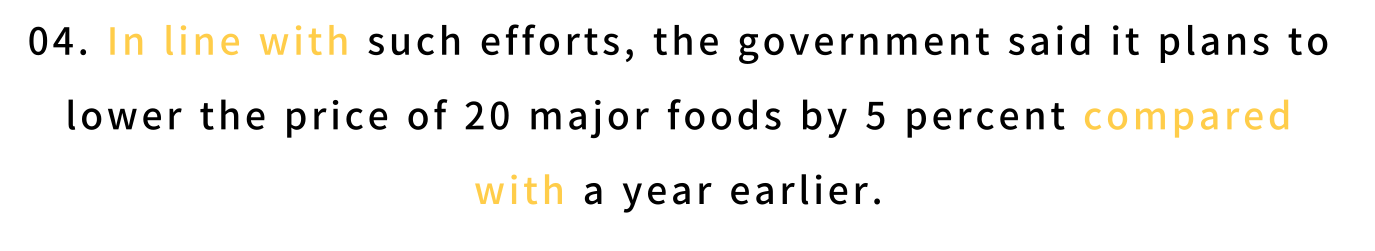 04. In line with such efforts, the government said it plans to
lower the price of 20 major foods by 5 percent compared
with a year earlier.